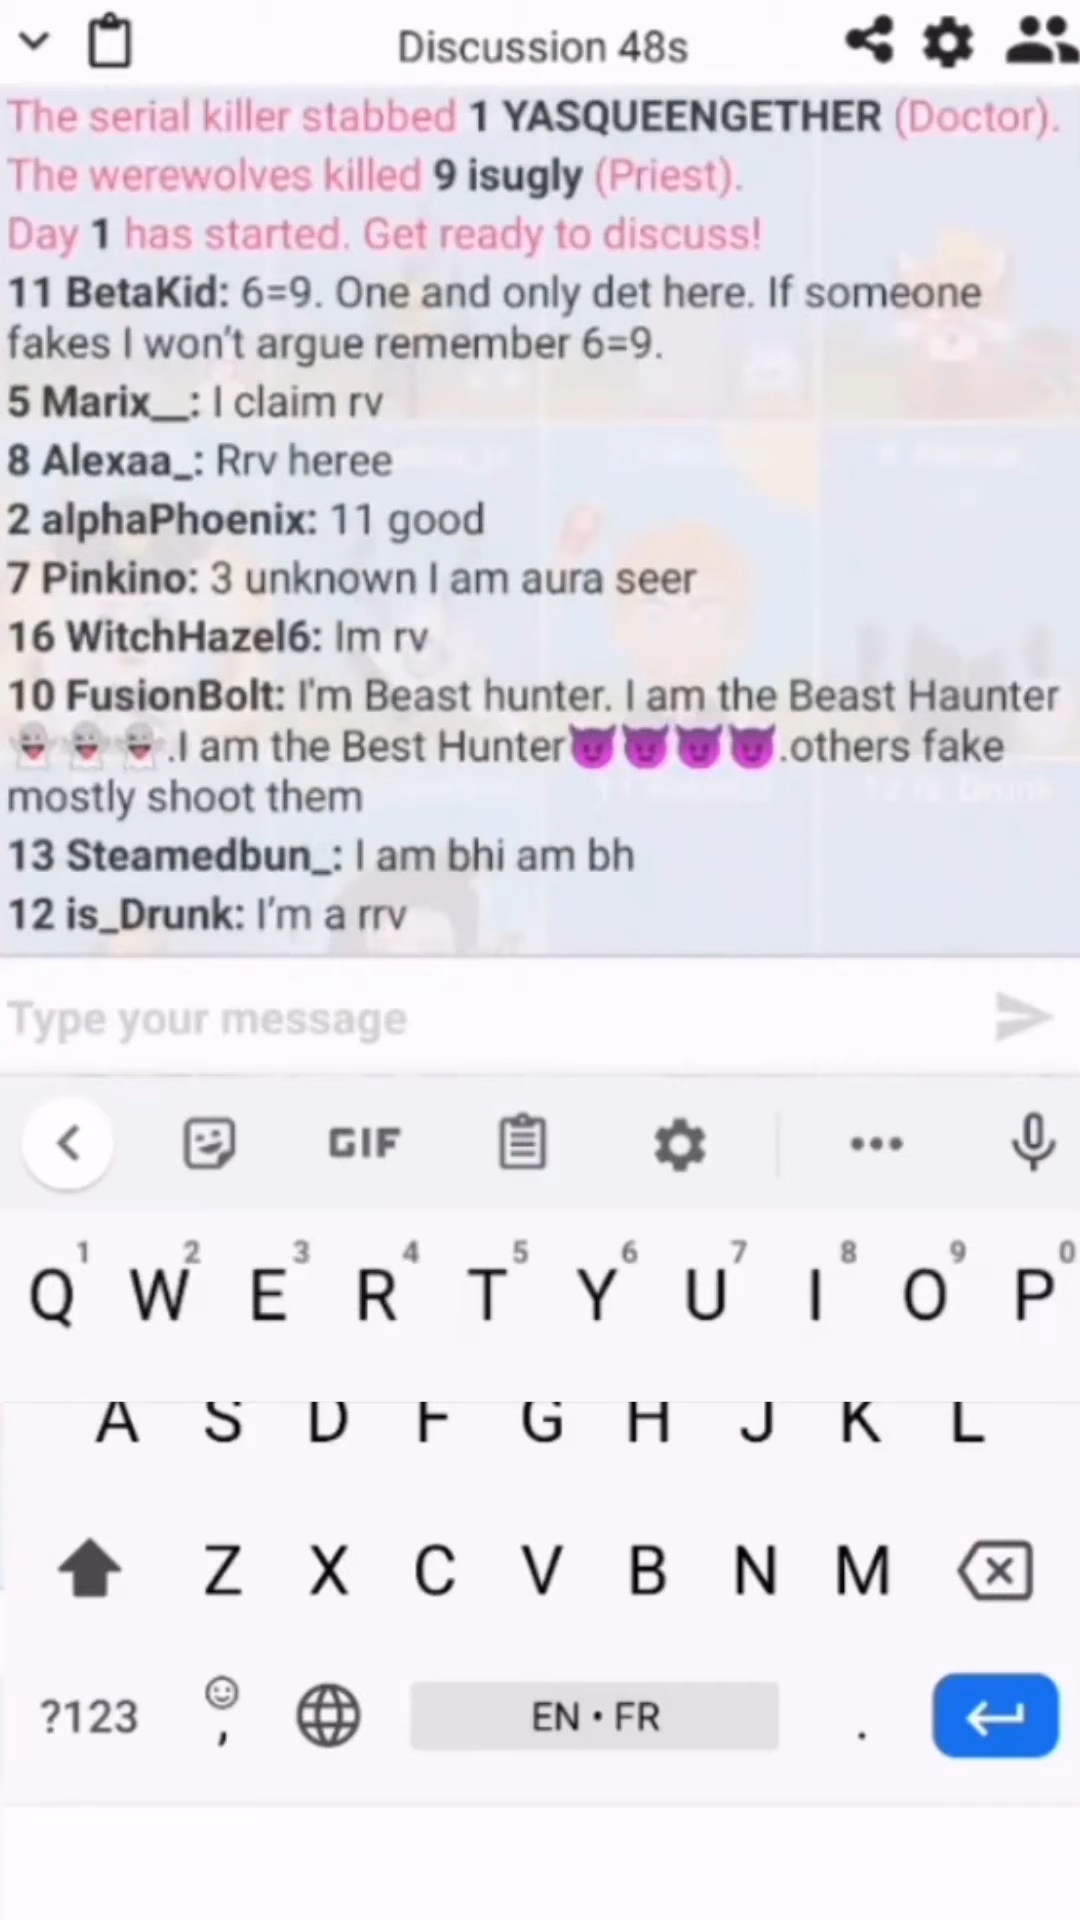 Discussion 48s
The serial killer stabbed 1 YASQUEENGETHER (Doctor).
The werewolves killed 9 isugly (Priest).
Day 1 has started. Get ready to discuss!
11 BetaKid: 6=9. One and only det here. If someone
fakes I won't argue remember 6=9.
5 Marix__: I claim rv
8 Alexaa_: Rrv heree
2 alphaPhoenix: 11 good
7 Pinkino: 3 unknown I am aura seer
16 WitchHazel6: Im rv
10 FusionBolt: I'm Beast hunter. I am the Beast Haunter
👻👻👻.I am the Best Hunter😈😈😈😈.others fake
mostly shoot them
13 Steamedbun_: I am bhi am bh
12 is_Drunk: I'm a rrv
Type your message
GIF
1 2 3 4 5 6 7 8 9 0
Q W E R T Y U I O P
A S D F G H J K L
Z X C V B N M
?123 , EN • FR .